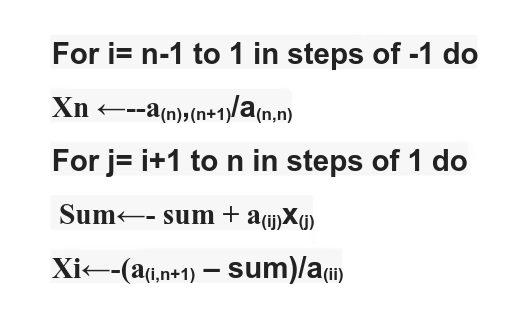 For i= n-1 to 1 in steps of -1 do
Xn ←--a(n),(n+1)/a(n,n)
For j= i+1 to n in steps of 1 do
Sum←- sum + a(ij)x(j)
Xi←-(a(i,n+1) – sum)/a(ii)